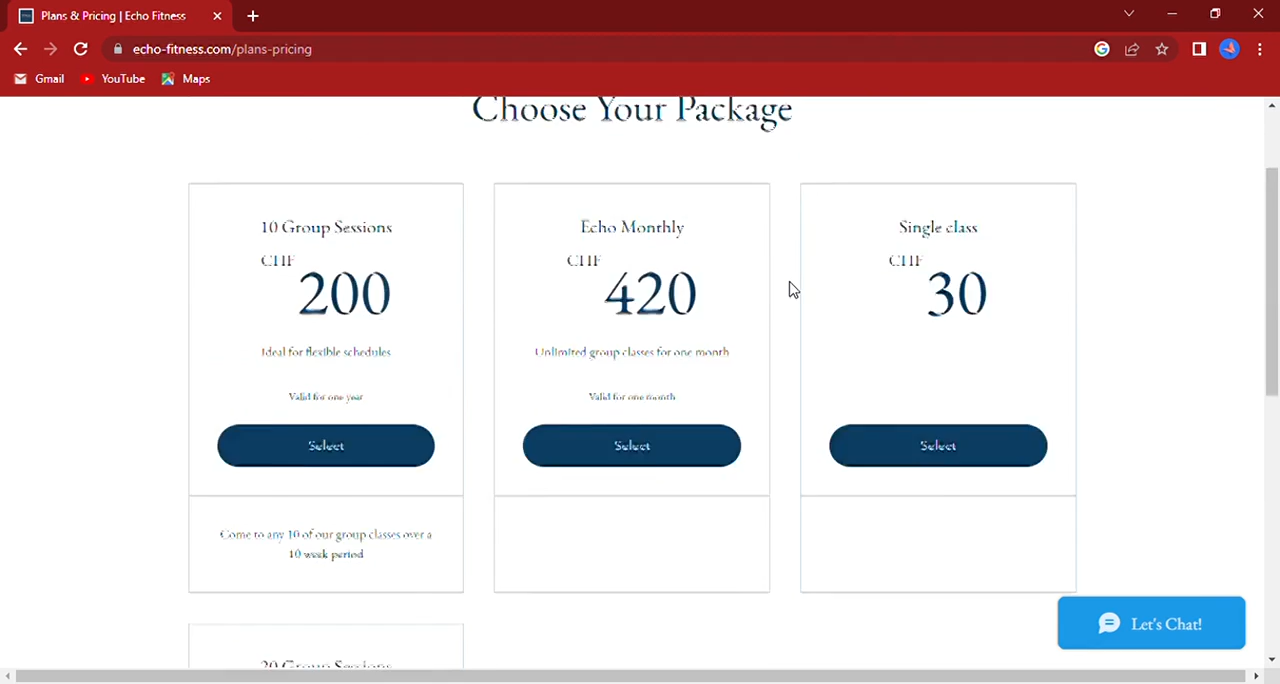 Plans & Pricing | Echo Fitness
echo-fitness.com/plans-pricing
Gmail
YouTube
Maps
Choose Your Package
10 Group Sessions
CHF
200
Ideal for flexible schedules
Valid for one year
Select
Come to any 10 of our group classes over a
10 week period
Echo Monthly
CHF
420
Unlimited group classes for one month
Valid for one month
Select
Single class
CHF
30
Select
20 Group Sessions
Let's Chat!